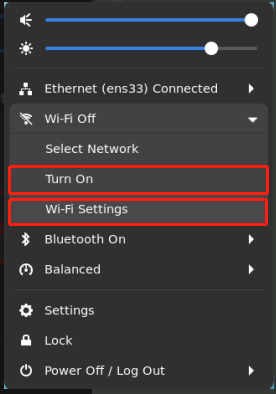 Ethernet (ens33) Connected
Wi-Fi Off
Select Network
Turn On
Wi-Fi Settings
Bluetooth On
Balanced
Settings
Lock
Power Off / Log Out